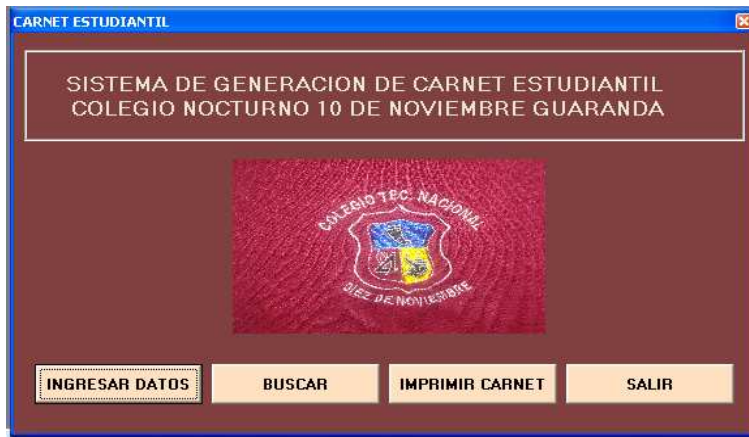 CARNET ESTUDIANTIL
SISTEMA DE GENERACION DE CARNET ESTUDIANTIL
COLEGIO NOCTURNO 10 DE NOVIEMBRE GUARANDA
COLEGIO TEC. NACIONAL
DIEZ DE NOVIEMBRE
INGRESAR DATOS
BUSCAR
IMPRIMIR CARNET
SALIR